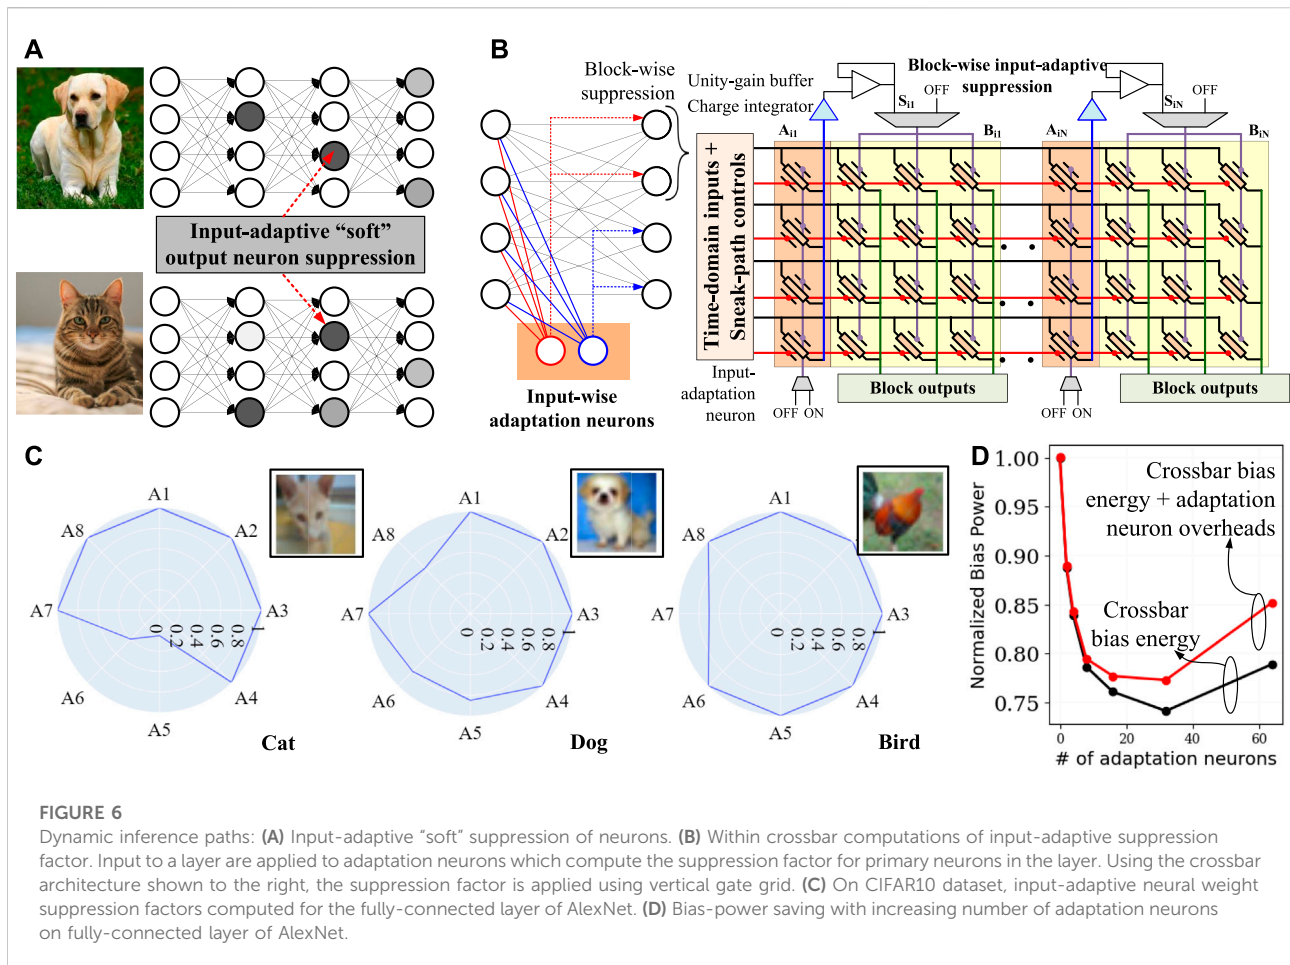 A
Input-adaptive “soft”
output neuron suppression
B
Block-wise
suppression
Unity-gain buffer
Charge integrator
Block-wise input-adaptive
suppression
Si1
OFF
SiN
OFF
Ai1
Bi1
AiN
BiN
Time-domain inputs +
Sneak-path controls
Input-wise
adaptation neurons
Input-
adaptation
neuron
OFF ON
Block outputs
OFF ON
Block outputs
C
A1
A2
A3
A4
A5
A6
A7
A8
0
0.2
0.4
0.6
0.8
1
Cat
A1
A2
A3
A4
A5
A6
A7
A8
0
0.2
0.4
0.6
0.8
1
Dog
A1
A2
A3
A4
A5
A6
A7
A8
0
0.2
0.4
0.6
0.8
1
Bird
D
Normalized Bias Power
1.00
0.95
0.90
0.85
0.80
0.75
0
20
40
60
# of adaptation neurons
Crossbar bias
energy + adaptation
neuron overheads
Crossbar
bias energy
FIGURE 6
Dynamic inference paths: (A) Input-adaptive “soft” suppression of neurons. (B) Within crossbar computations of input-adaptive suppression
factor. Input to a layer are applied to adaptation neurons which compute the suppression factor for primary neurons in the layer. Using the crossbar
architecture shown to the right, the suppression factor is applied using vertical gate grid. (C) On CIFAR10 dataset, input-adaptive neural weight
suppression factors computed for the fully-connected layer of AlexNet. (D) Bias-power saving with increasing number of adaptation neurons
on fully-connected layer of AlexNet.